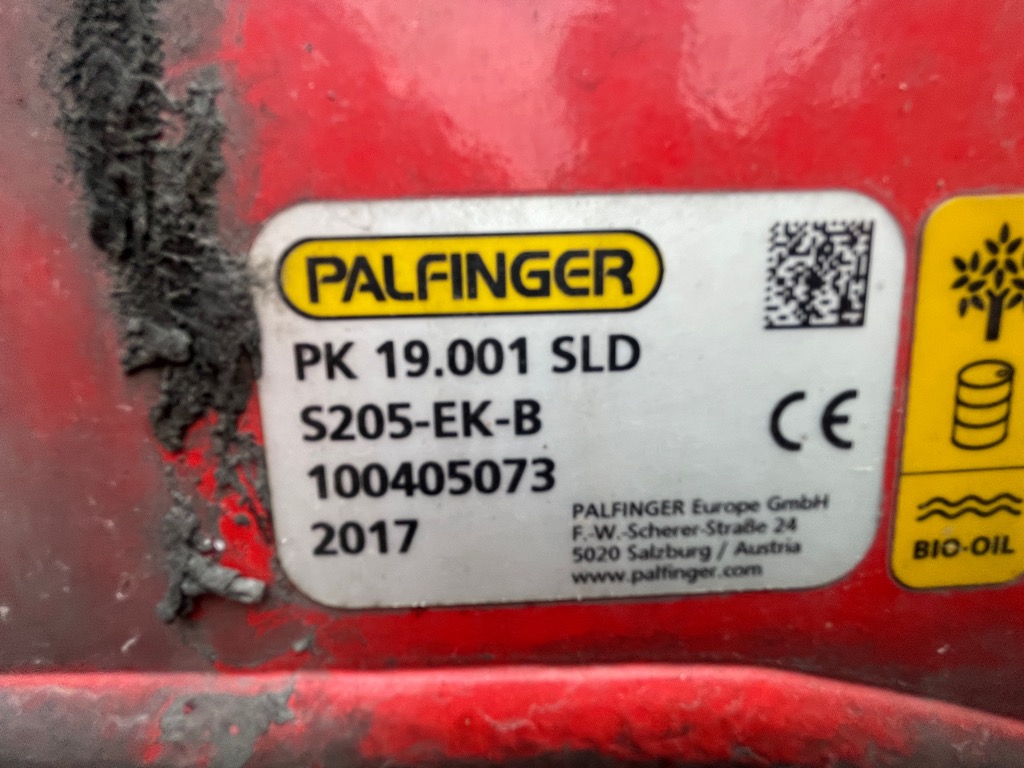 PALFINGER
PK 19.001 SLD
S205-EK-B
100405073
2017
CE
PALFINGER Europe GmbH
F.-W.-Scherer-Straße 24
5020 Salzburg / Austria
www.palfinger.com
BIO-OIL